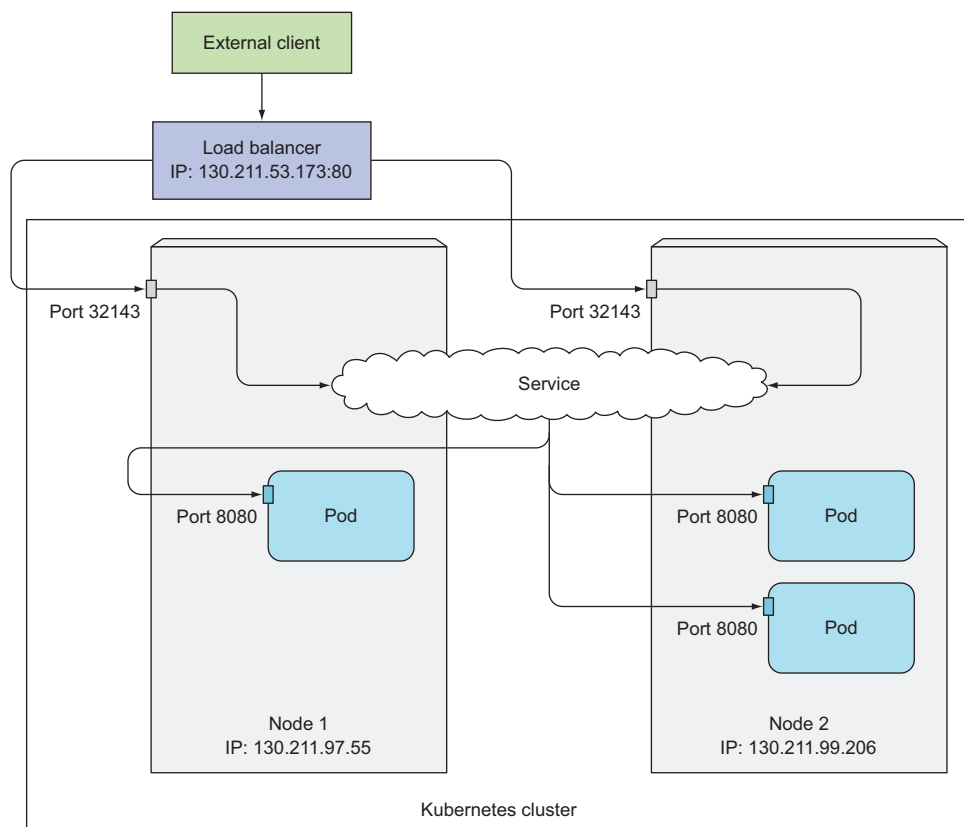 External client
Load balancer
IP: 130.211.53.173:80
Port 32143
Port 32143
Service
Port 8080
Pod
Port 8080
Pod
Port 8080
Pod
Node 1
IP: 130.211.97.55
Node 2
IP: 130.211.99.206
Kubernetes cluster